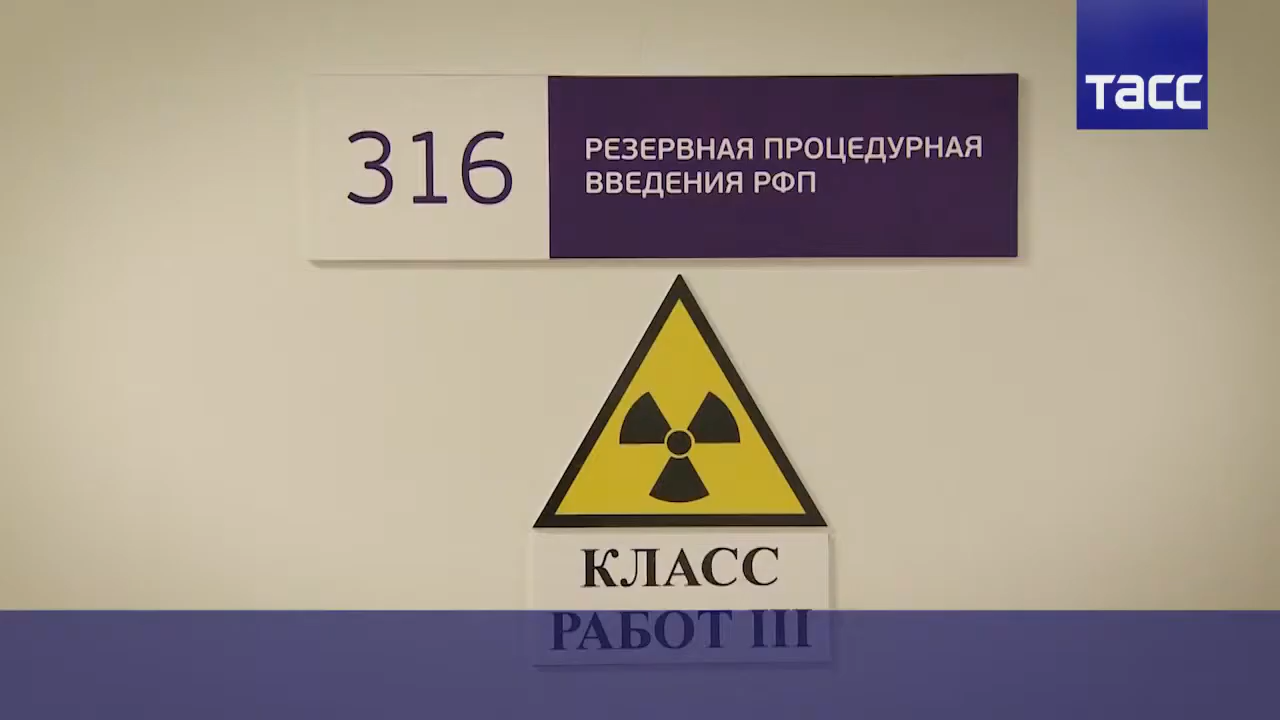 тасс
316
РЕЗЕРВНАЯ ПРОЦЕДУРНАЯ
ВВЕДЕНИЯ РФП
КЛАСС
РАБОТ III